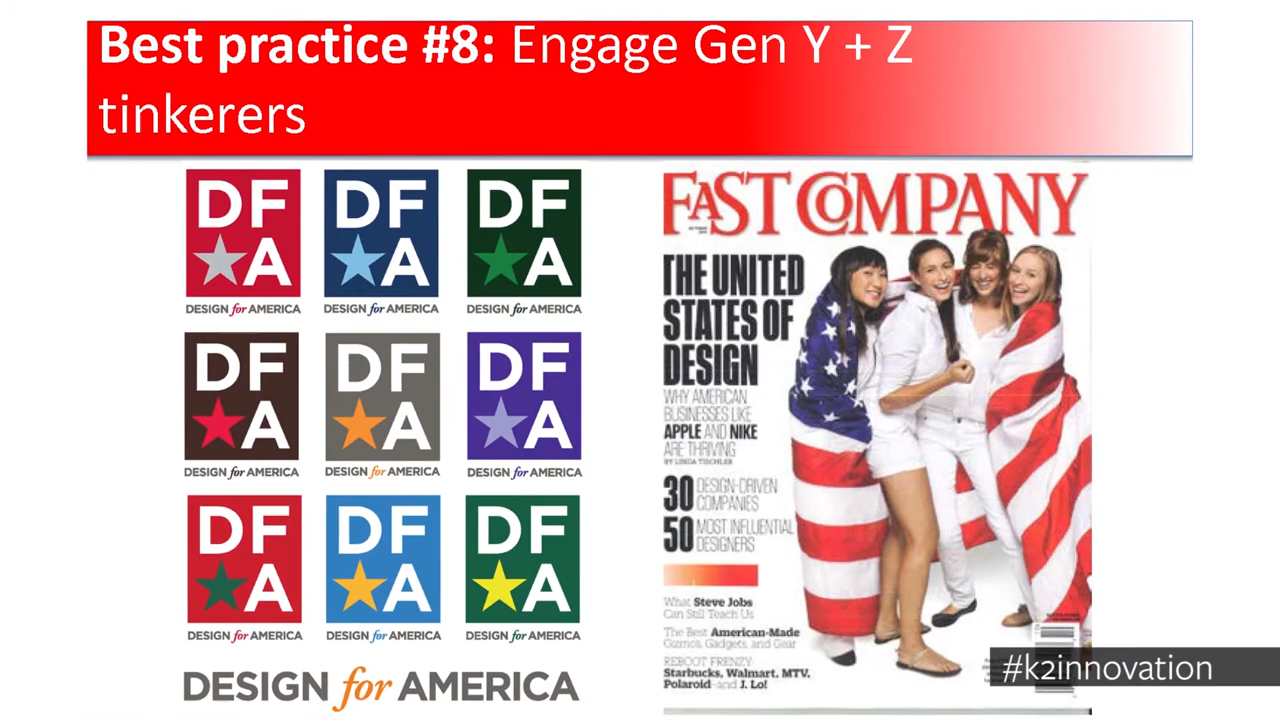 Best practice #8: Engage Gen Y + Z
tinkerers
DF
A
DESIGN for AMERICA
DF
A
DESIGN for AMERICA
DF
A
DESIGN for AMERICA
DF
A
DESIGN for AMERICA
DF
A
DESIGN for AMERICA
DF
A
DESIGN for AMERICA
DF
A
DESIGN for AMERICA
DF
A
DESIGN for AMERICA
DF
A
DESIGN for AMERICA
DESIGN for AMERICA
FAST COMPANY
THE UNITED
STATES OF
DESIGN
WHY AMERICAN
BUSINESSES LIKE
APPLE AND NIKE
ARE THRIVING
BY LINDA TISCHLER
30 DESIGN-DRIVEN
COMPANIES
50 MOST INFLUENTIAL
DESIGNERS
What Steve Jobs
Can Still Teach Us
The Best American-Made
Gizmos, Gadgets, and Gear
REBOOT FRENZY:
Starbucks, Walmart, MTV,
Polaroid and J. Lo!
#k2innovation